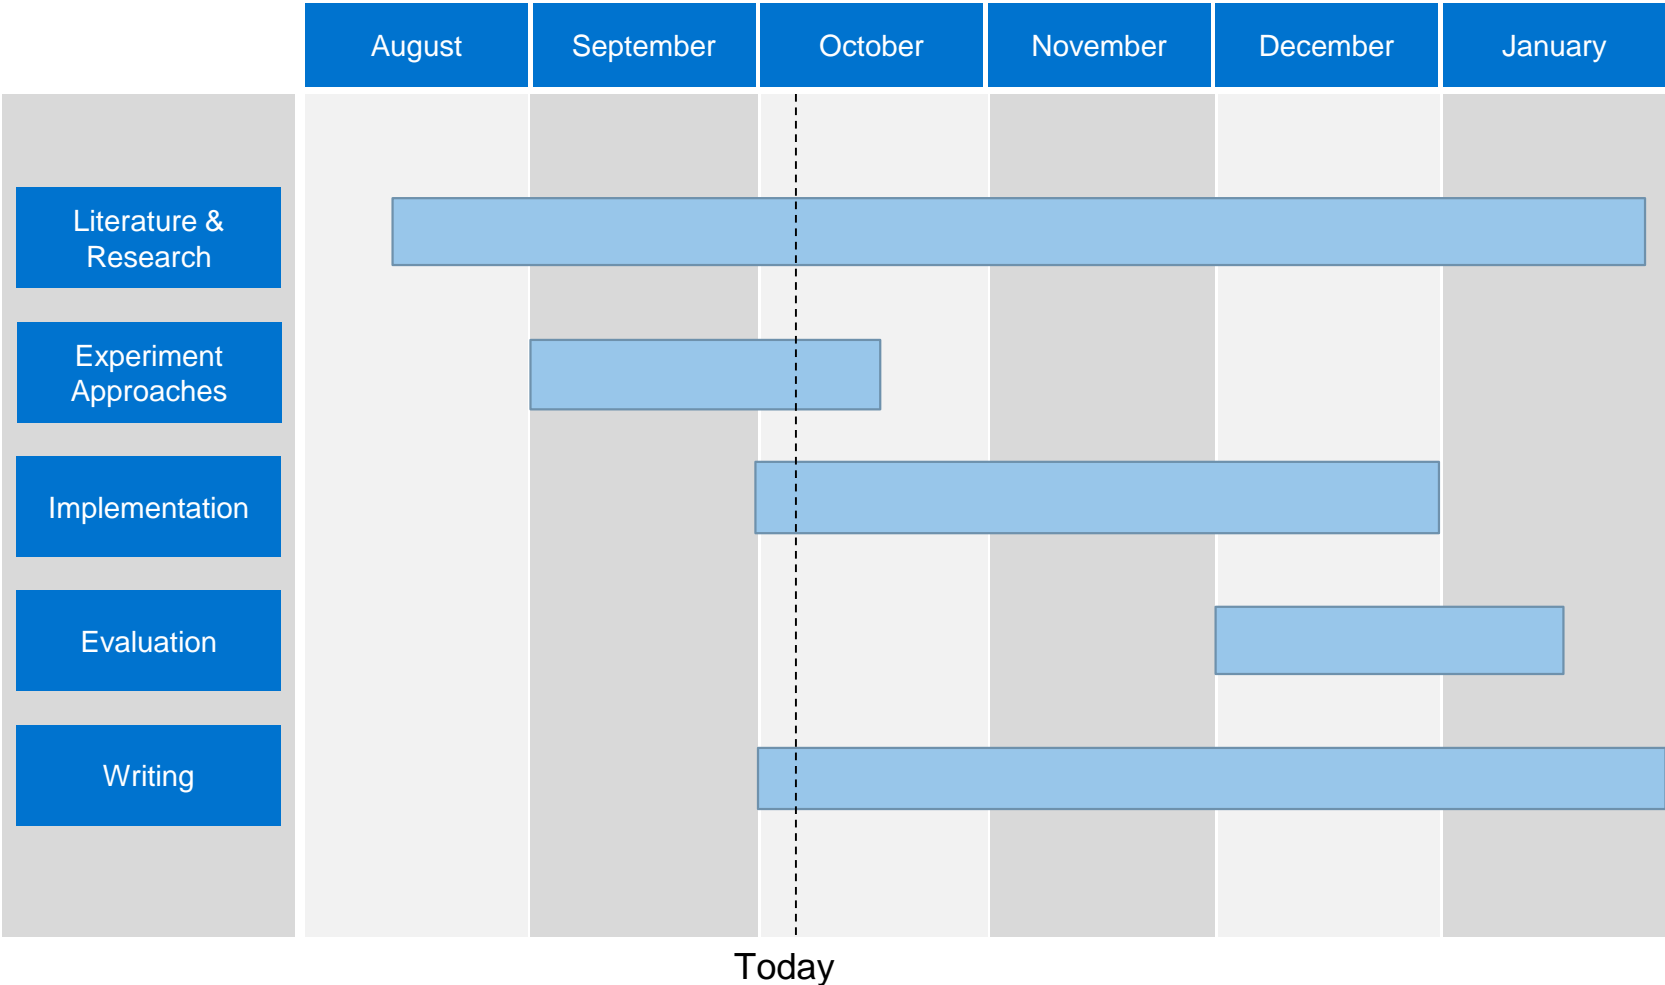 August September October November December January
Literature &
Research
Experiment
Approaches
Implementation
Evaluation
Writing
Today